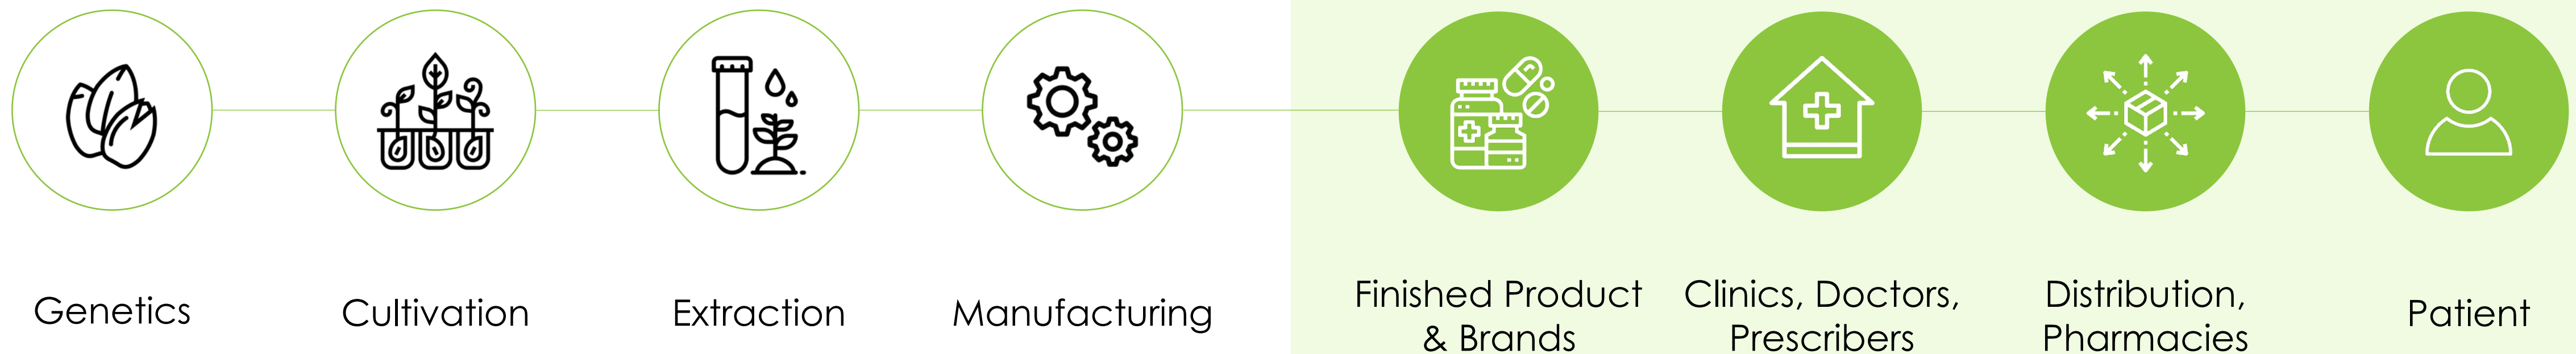 Genetics
Cultivation
Extraction
Manufacturing
Finished Product
& Brands
Clinics, Doctors,
Prescribers
Distribution,
Pharmacies
Patient